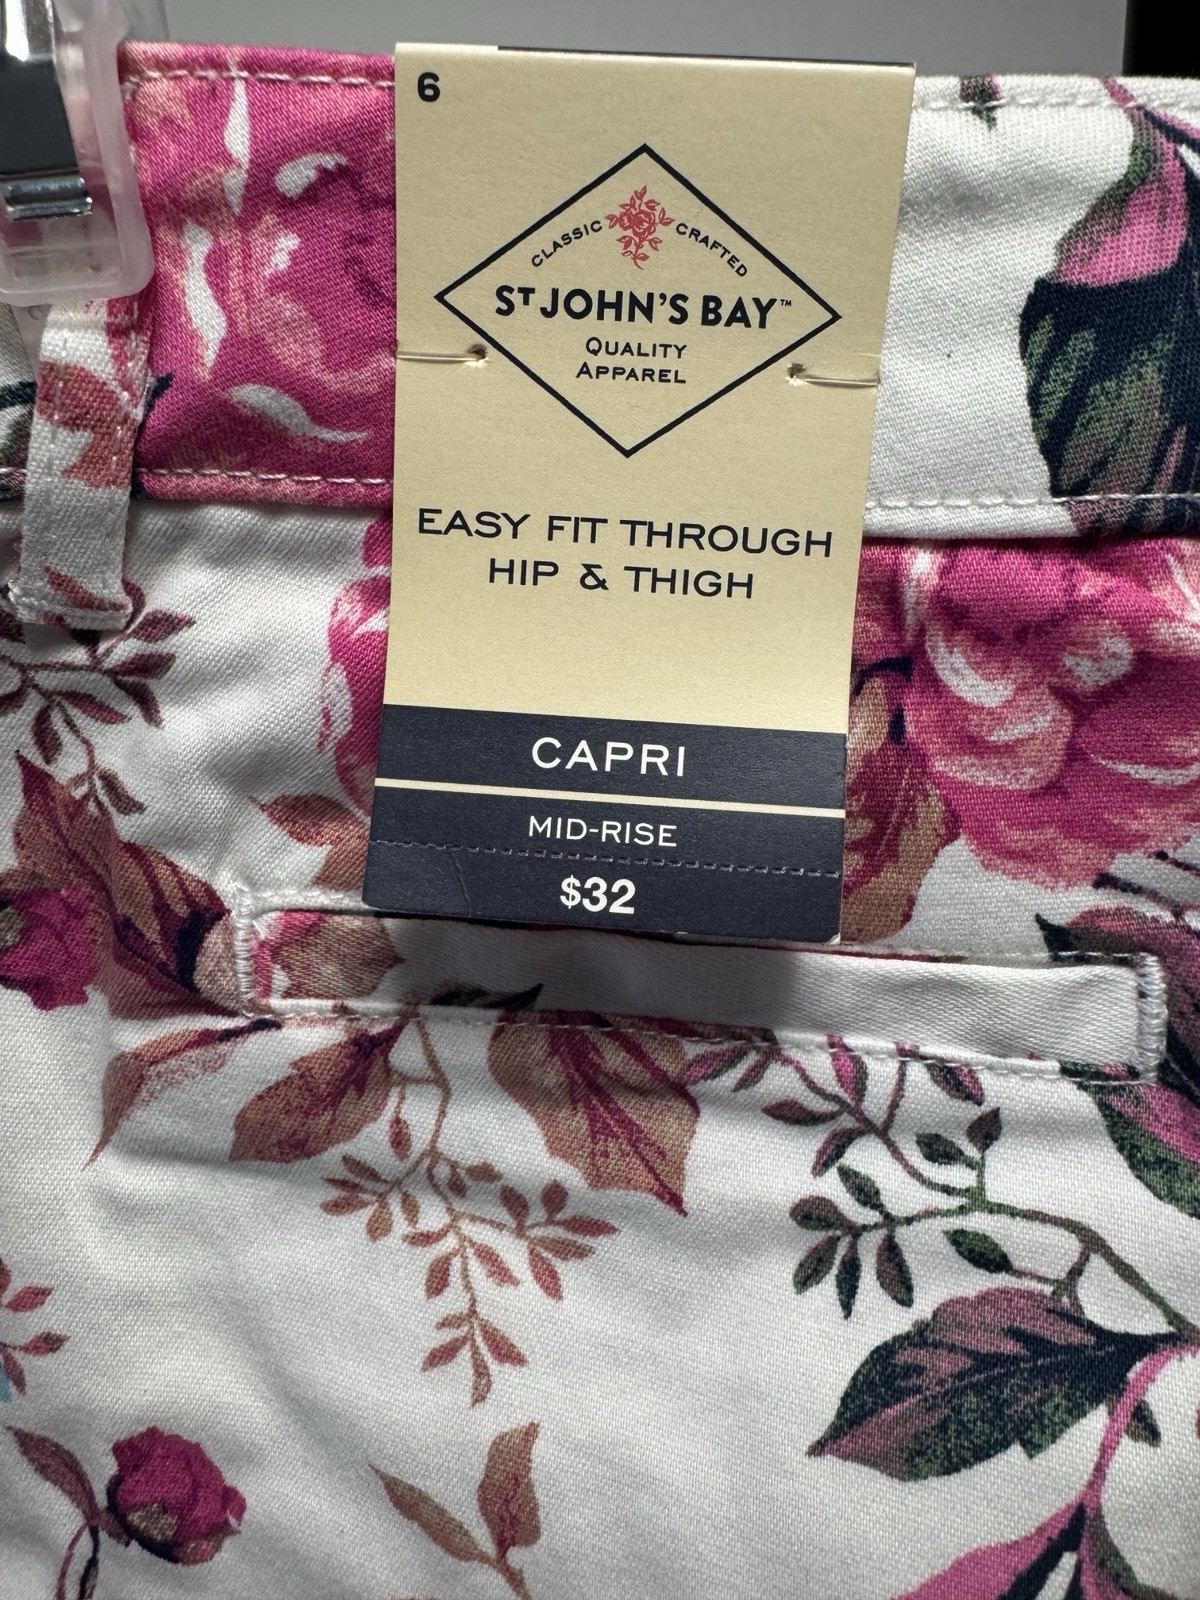 6
CLASSIC CRAFTED
ST JOHN'S BAY™
QUALITY
APPAREL
EASY FIT THROUGH
HIP & THIGH
CAPRI
MID-RISE
$32